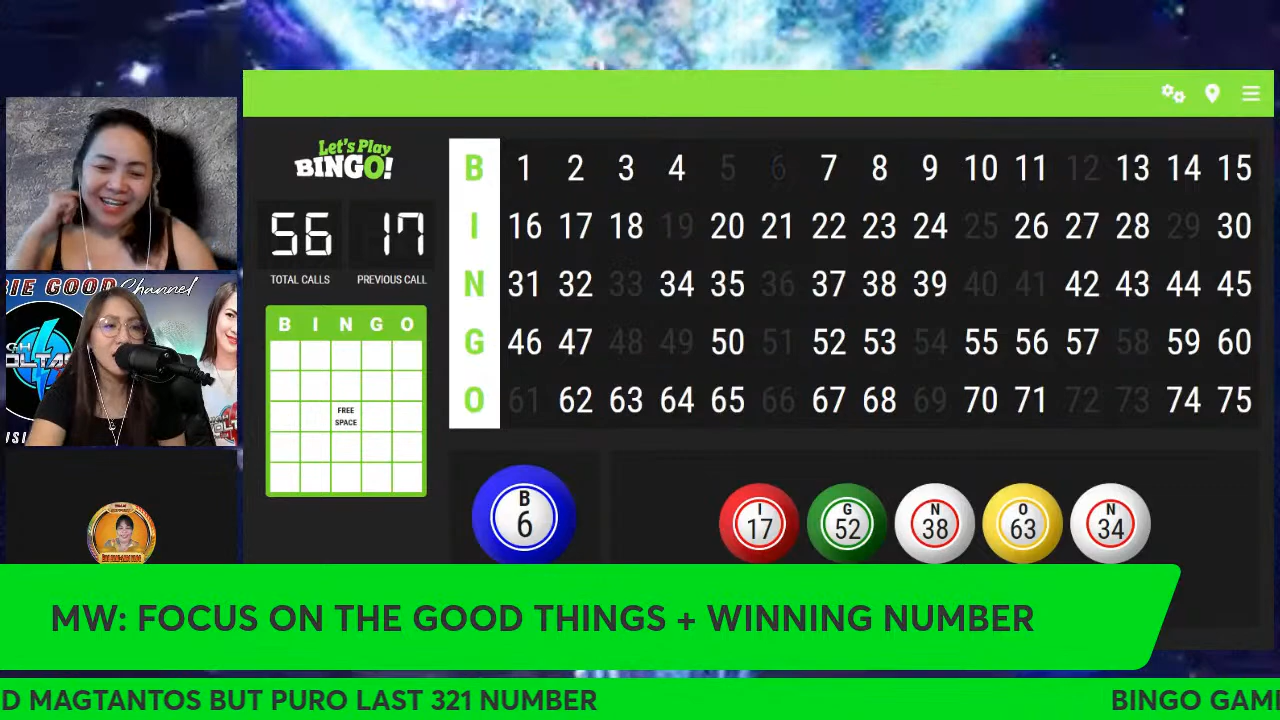 BIE GOOD Channel
Let's Play
BINGO!
56 17
TOTAL CALLS PREVIOUS CALL
B I N G O
FREE
SPACE
B 1 2 3 4 5 6 7 8 9 10 11 12 13 14 15
I 16 17 18 19 20 21 22 23 24 25 26 27 28 29 30
N 31 32 33 34 35 36 37 38 39 40 41 42 43 44 45
G 46 47 48 49 50 51 52 53 54 55 56 57 58 59 60
O 61 62 63 64 65 66 67 68 69 70 71 72 73 74 75
B 6
I 17
G 52
N 38
O 63
N 34
MW: FOCUS ON THE GOOD THINGS + WINNING NUMBER
D MAGTANTOS BUT PURO LAST 321 NUMBER BINGO GAM